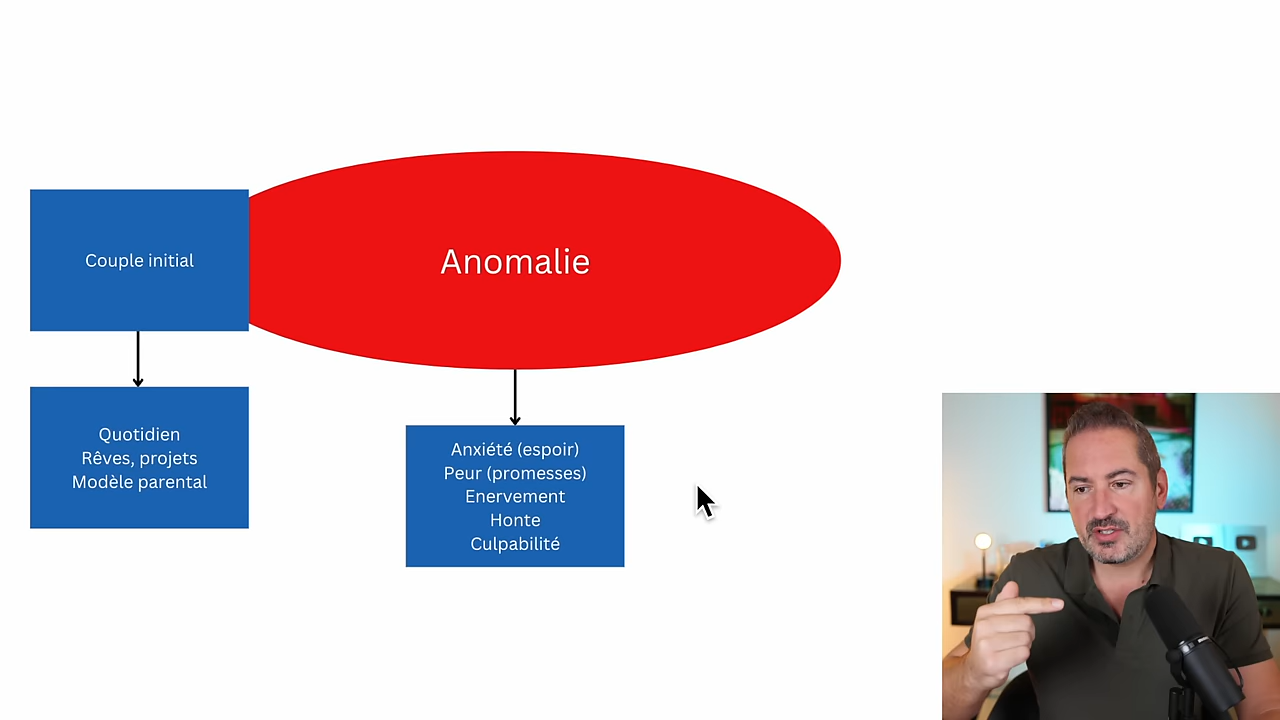 Couple initial
Anomalie
Quotidien
Rêves, projets
Modèle parental
Anxiété (espoir)
Peur (promesses)
Enervement
Honte
Culpabilité